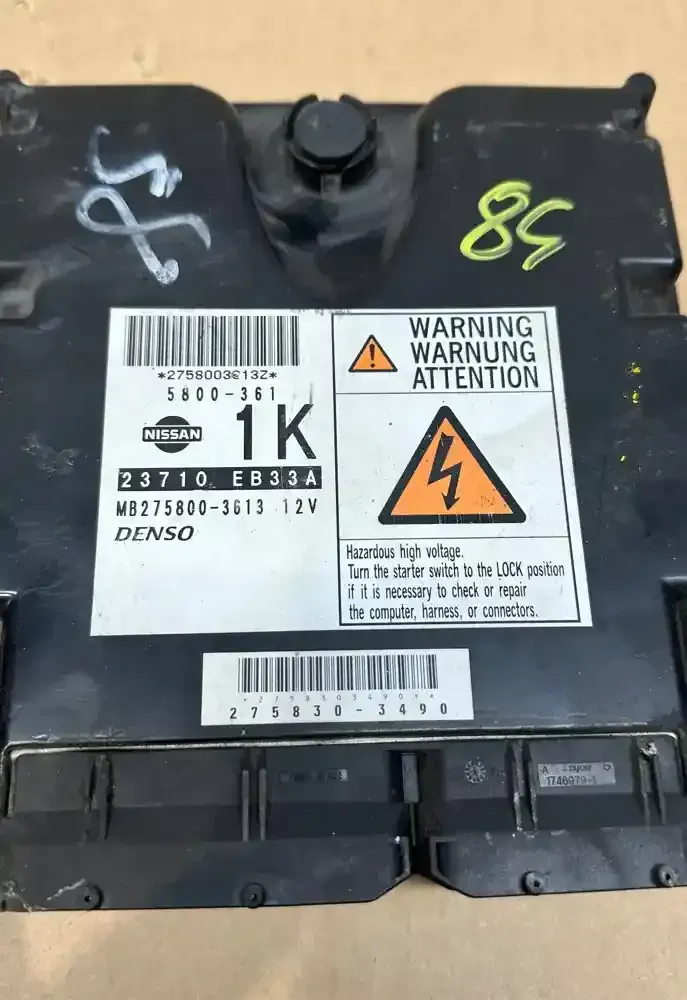 58
58
*2758003613Z*
5800-361
NISSAN
1K
23710 EB33A
MB275800-3613 12V
DENSO
WARNING
WARNUNG
ATTENTION
Hazardous high voltage.
Turn the starter switch to the LOCK position
if it is necessary to check or repair
the computer, harness, or connectors.
275830-3490
A
1746979-1